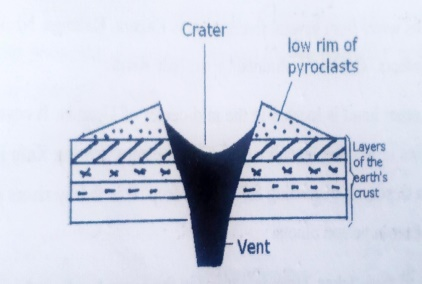 Crater
low rim of
pyroclasts
Layers
of the
earth's
crust
Vent